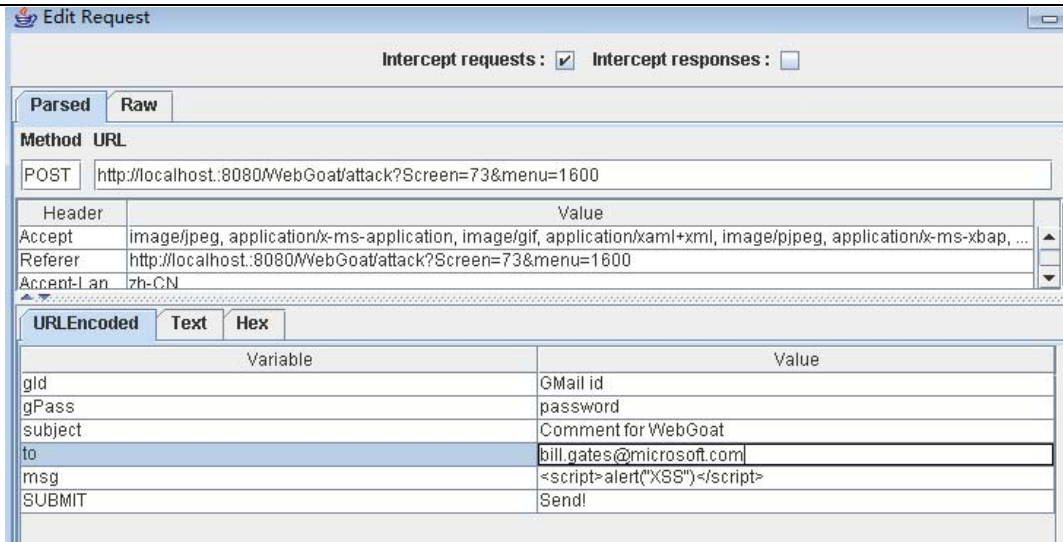 Edit Request
Intercept requests : Intercept responses :
Parsed Raw
Method URL
POST http://localhost.:8080/WebGoat/attack?Screen=73&menu=1600
Header Value
Accept image/jpeg, application/x-ms-application, image/gif, application/xaml+xml, image/pjpeg, application/x-ms-xbap, ...
Referer http://localhost.:8080/WebGoat/attack?Screen=73&menu=1600
Accept-Lan zh-CN
URLEncoded Text Hex
Variable Value
gId GMail id
gPass password
subject Comment for WebGoat
to bill.gates@microsoft.com
msg <script>alert("XSS")</script>
SUBMIT Send!